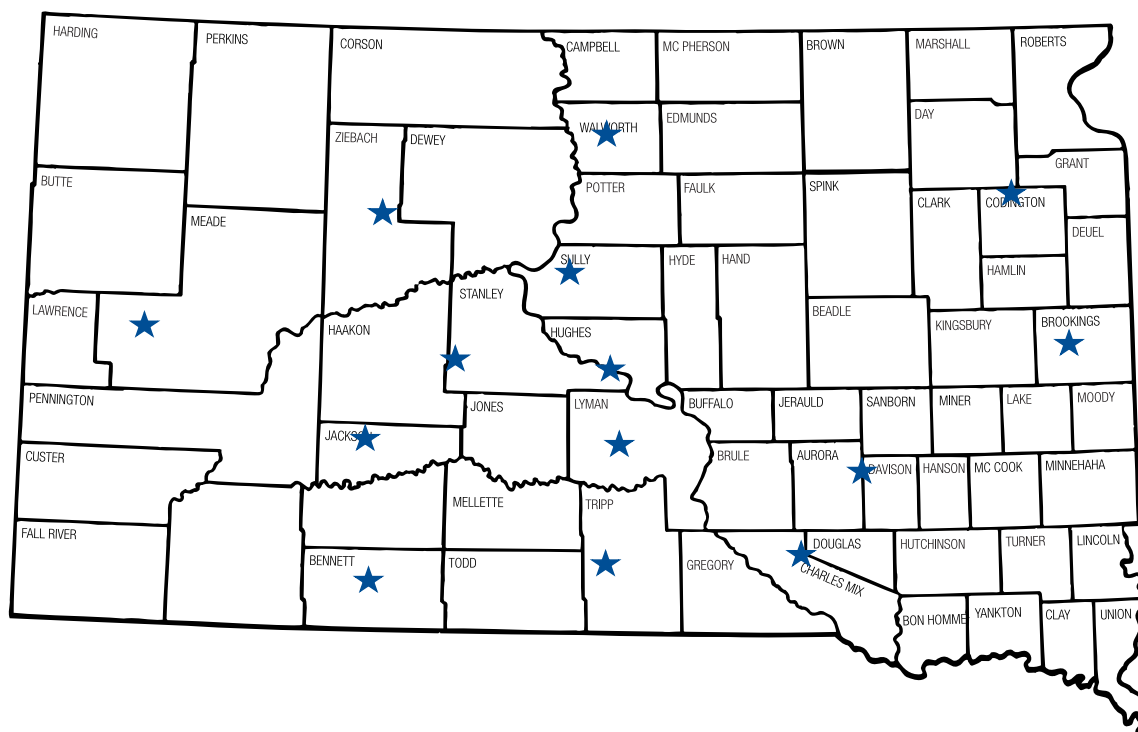 HARDING
PERKINS
CORSON
CAMPBELL
MC PHERSON
BROWN
MARSHALL
ROBERTS
WALWORTH
EDMUNDS
DAY
ZIEBACH
DEWEY
GRANT
BUTTE
POTTER
FAULK
SPINK
CLARK
CODINGTON
MEADE
DEUEL
SULLY
HYDE
HAND
HAMLIN
STANLEY
LAWRENCE
HAAKON
HUGHES
BEADLE
KINGSBURY
BROOKINGS
PENNINGTON
JONES
LYMAN
BUFFALO
JERAULD
SANBORN
MINER
LAKE
MOODY
JACKSON
CUSTER
BRULE
AURORA
DAVISON
HANSON
MC COOK
MINNEHAHA
MELLETTE
TRIPP
FALL RIVER
BENNETT
TODD
GREGORY
DOUGLAS
HUTCHINSON
TURNER
LINCOLN
CHARLES MIX
BON HOMME
YANKTON
CLAY
UNION